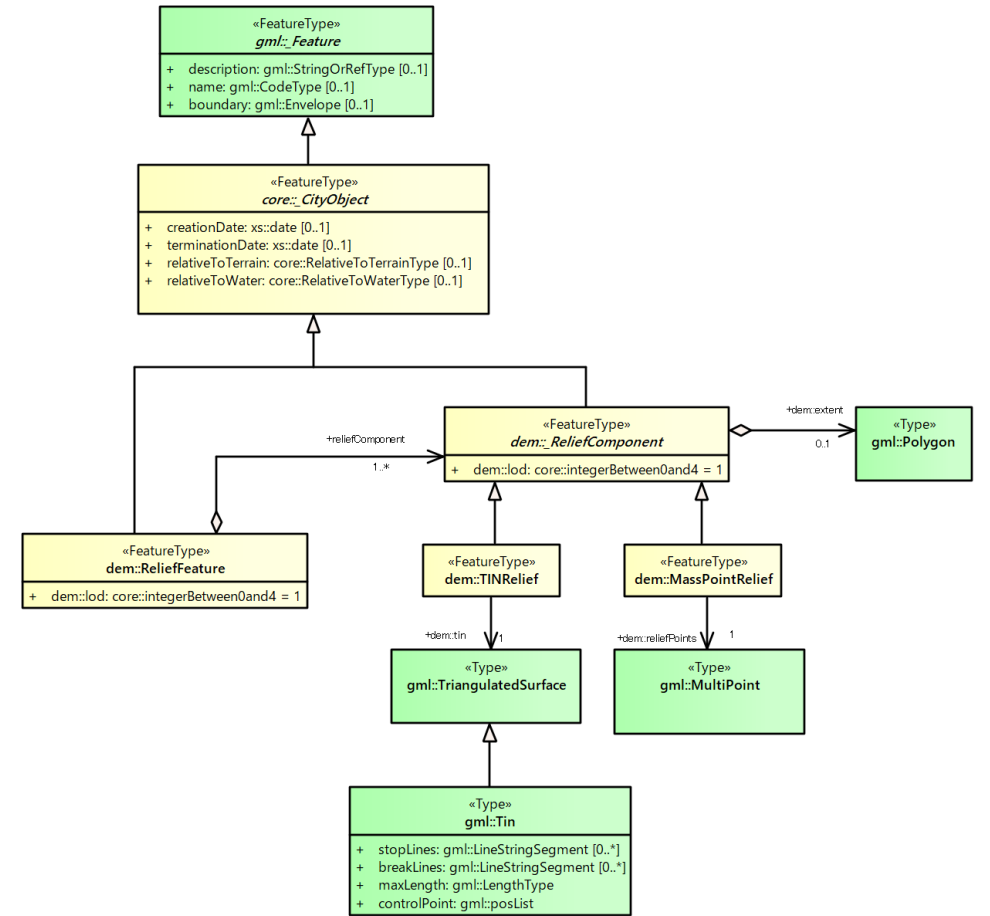 «FeatureType»
gml::_Feature
+ description: gml::StringOrRefType [0..1]
+ name: gml::CodeType [0..1]
+ boundary: gml::Envelope [0..1]
«FeatureType»
core::_CityObject
+ creationDate: xs::date [0..1]
+ terminationDate: xs::date [0..1]
+ relativeToTerrain: core::RelativeToTerrainType [0..1]
+ relativeToWater: core::RelativeToWaterType [0..1]
«FeatureType»
dem::_ReliefComponent
+ dem::lod: core::integerBetween0and4 = 1
+dem::extent
0..1
«Type»
gml::Polygon
+reliefComponent
1..*
«FeatureType»
dem::ReliefFeature
+ dem::lod: core::integerBetween0and4 = 1
«FeatureType»
dem::TINRelief
«FeatureType»
dem::MassPointRelief
+dem::tin
1
+dem::reliefPoints
1
«Type»
gml::TriangulatedSurface
«Type»
gml::MultiPoint
«Type»
gml::Tin
+ stopLines: gml::LineStringSegment [0..*]
+ breakLines: gml::LineStringSegment [0..*]
+ maxLength: gml::LengthType
+ controlPoint: gml::posList